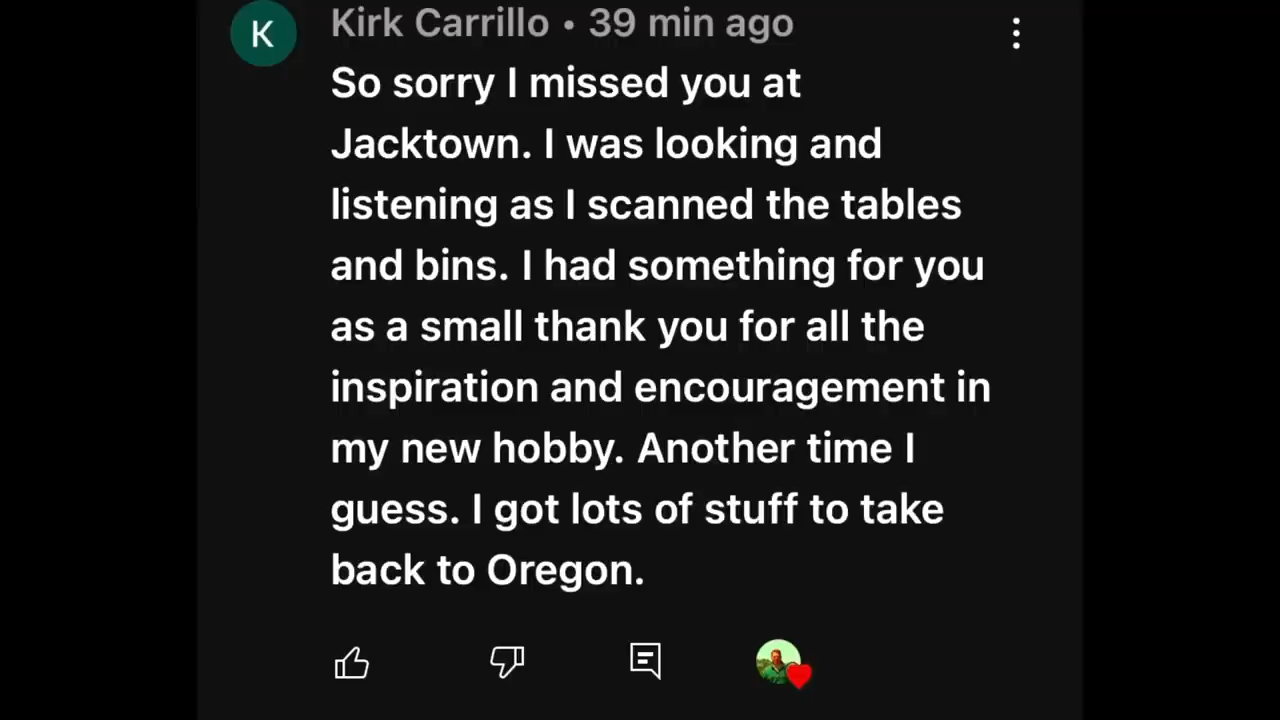 K
Kirk Carrillo • 39 min ago
So sorry I missed you at
Jacktown. I was looking and
listening as I scanned the tables
and bins. I had something for you
as a small thank you for all the
inspiration and encouragement in
my new hobby. Another time I
guess. I got lots of stuff to take
back to Oregon.